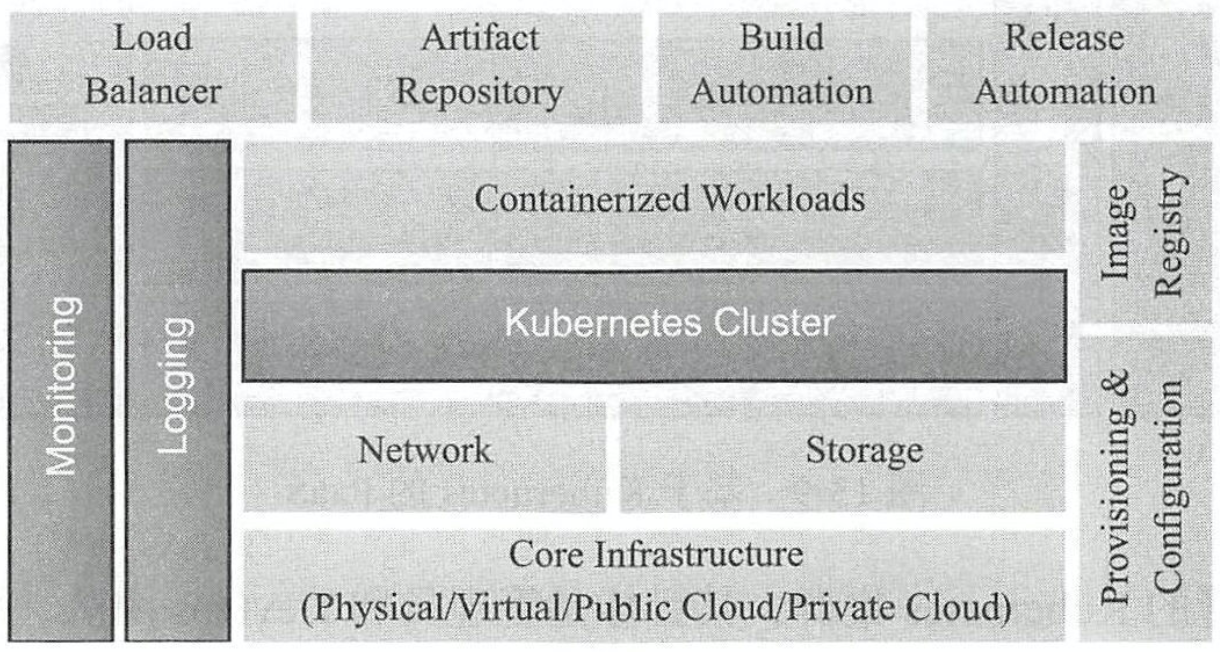 Load
Balancer
Artifact
Repository
Build
Automation
Release
Automation
Monitoring
Logging
Containerized Workloads
Kubernetes Cluster
Network
Storage
Core Infrastructure
(Physical/Virtual/Public Cloud/Private Cloud)
Image
Registry
Provisioning &
Configuration